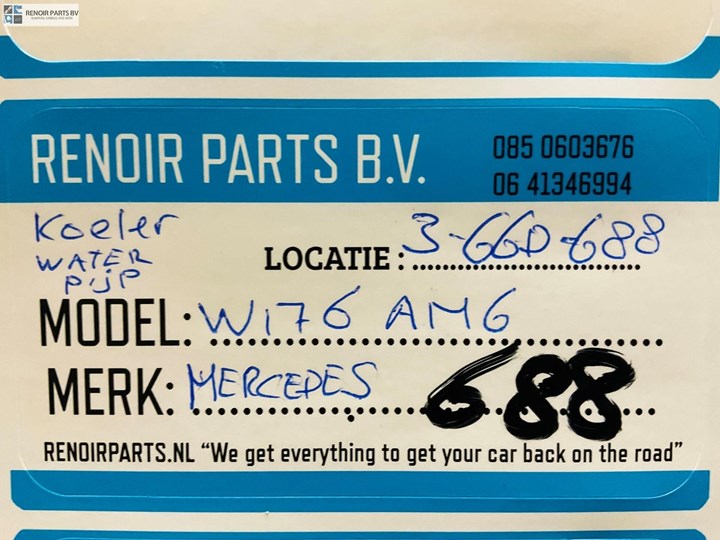 RENOIR PARTS BV
RENOIR PARTS B.V.
085 0603676
06 41346994
Koeler
WATER
PijP
LOCATIE: 3-660-688
MODEL: W176 AMG
MERK: MERCEDES
688
RENOIRPARTS.NL “We get everything to get your car back on the road”